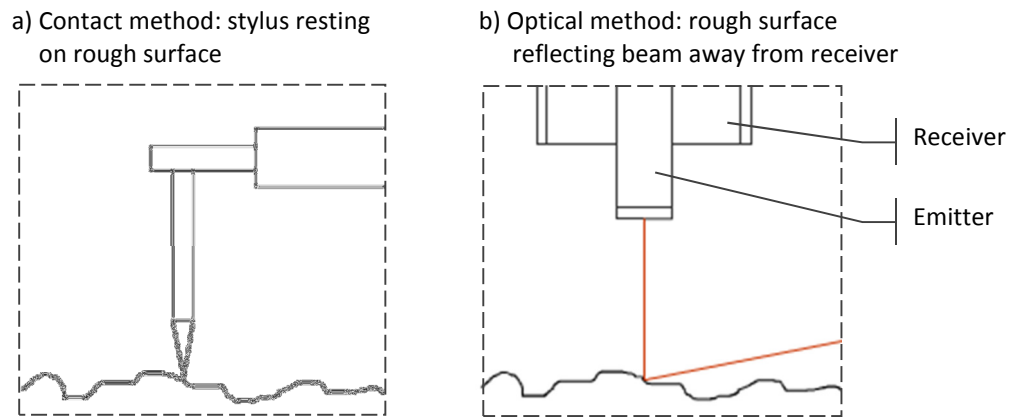 a) Contact method: stylus resting
on rough surface
b) Optical method: rough surface
reflecting beam away from receiver
Receiver
Emitter